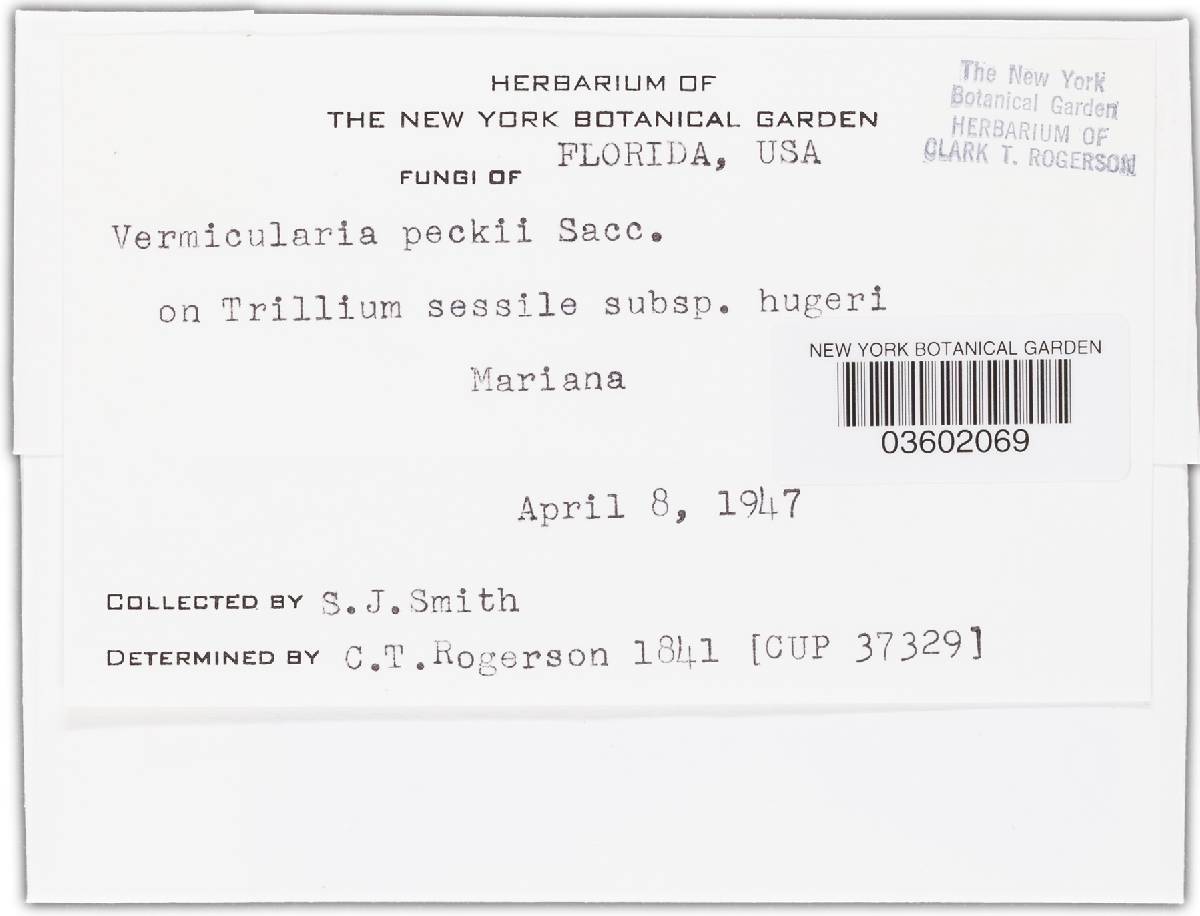 HERBARIUM OF
THE NEW YORK BOTANICAL GARDEN
FUNGI OF FLORIDA, USA
The New York
Botanical Garden
HERBARIUM OF
CLARK T. ROGERSON
Vermicularia peckii Sacc.
on Trillium sessile subsp. hugeri
Mariana
NEW YORK BOTANICAL GARDEN
03602069
April 8, 1947
COLLECTED BY S.J.Smith
DETERMINED BY C.T.Rogerson 1841 [CUP 37329]